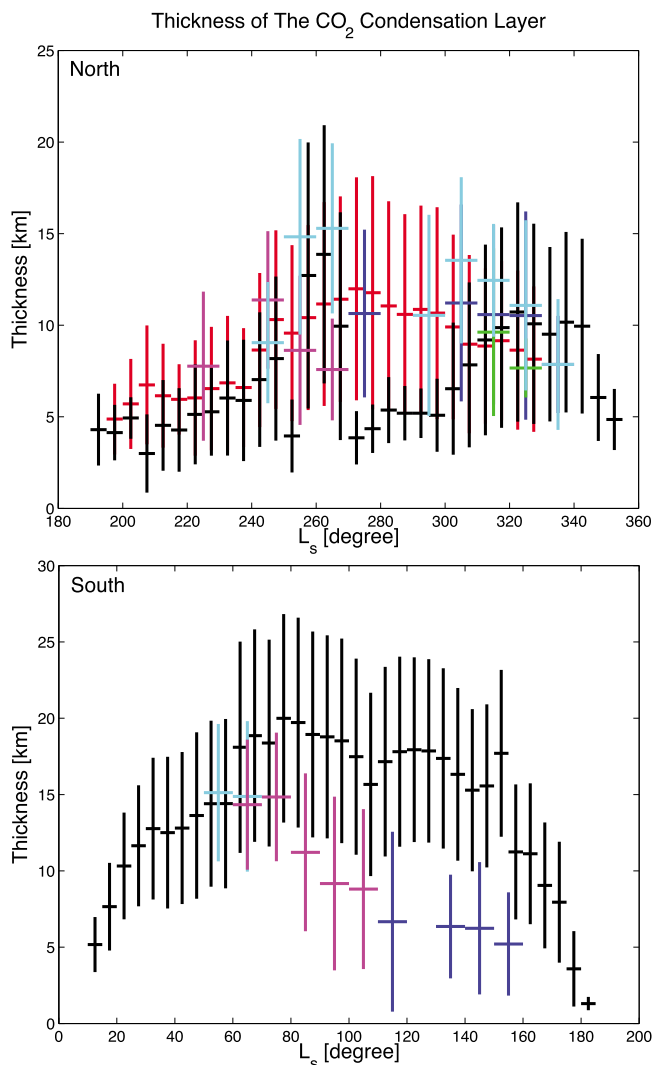 Thickness of The CO2 Condensation Layer
25
North
20
15
10
5
0
Thickness [km]
180 200 220 240 260 280 300 320 340 360
Ls [degree]
30
South
25
20
15
10
5
0
Thickness [km]
0 20 40 60 80 100 120 140 160 180 200
Ls [degree]